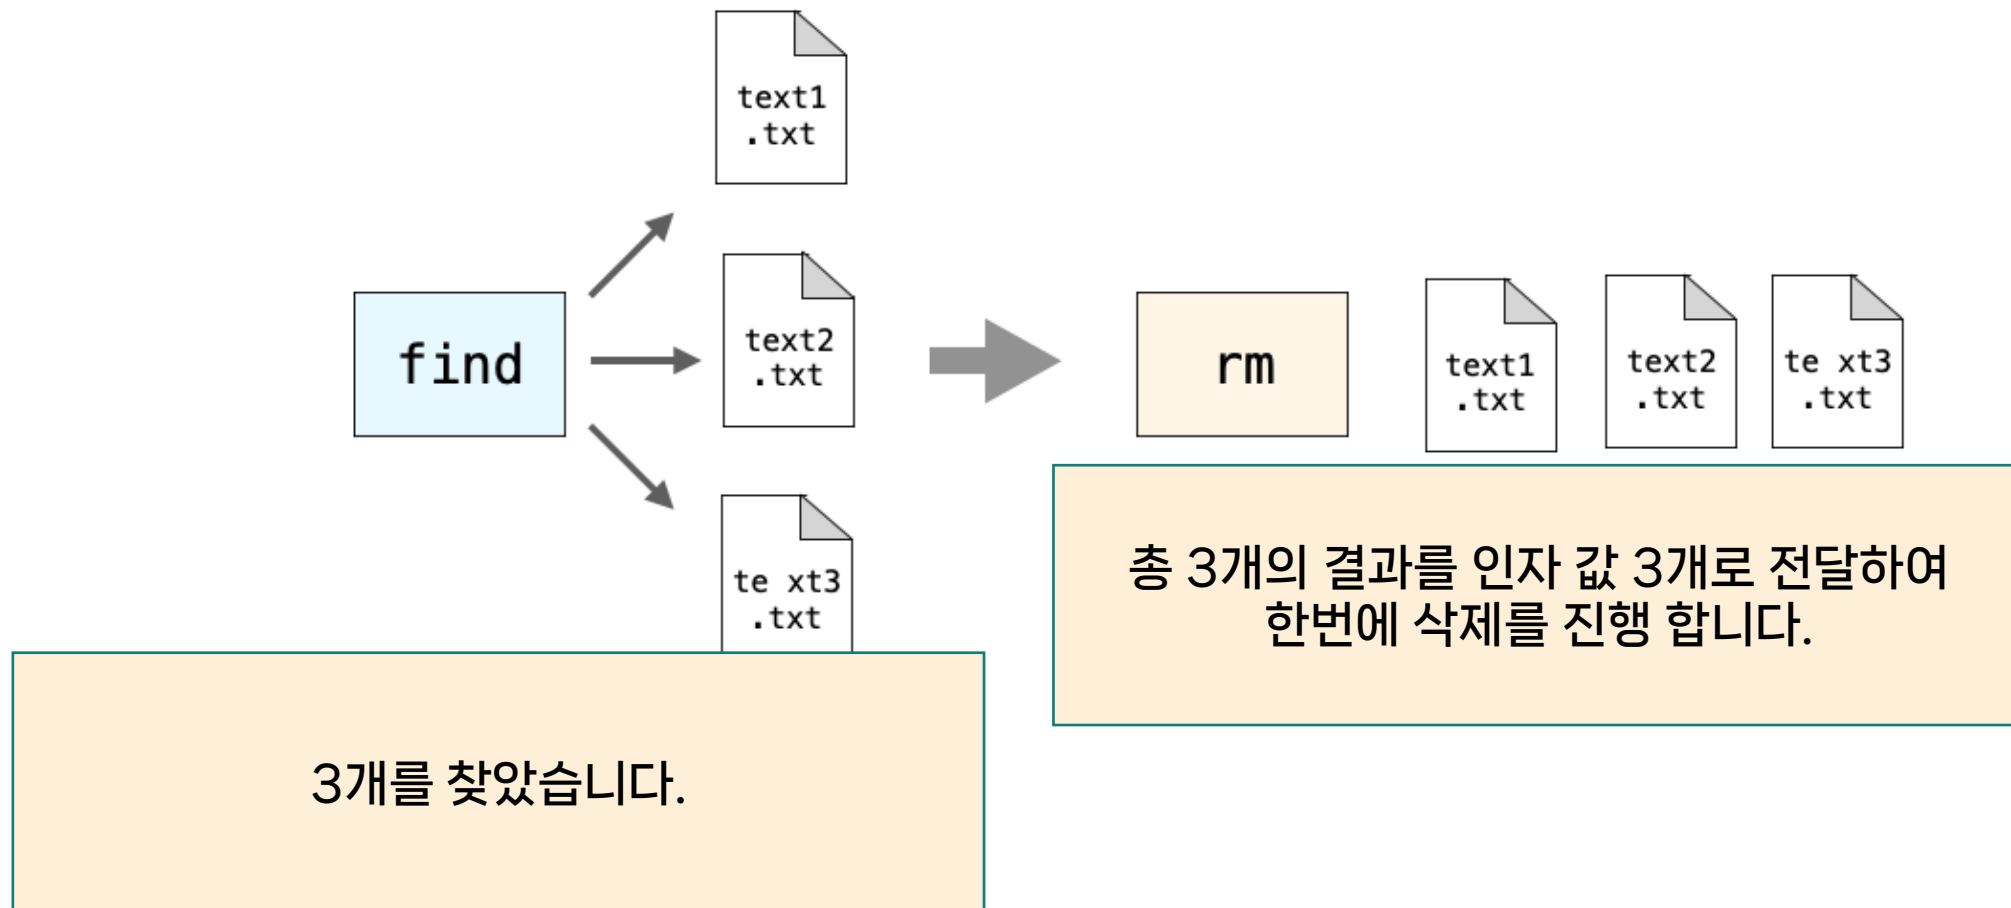 text1
.txt
find
text2
.txt
te xt3
.txt
3개를 찾았습니다.
rm
text1
.txt
text2
.txt
te xt3
.txt
총 3개의 결과를 인자 값 3개로 전달하여
한번에 삭제를 진행 합니다.